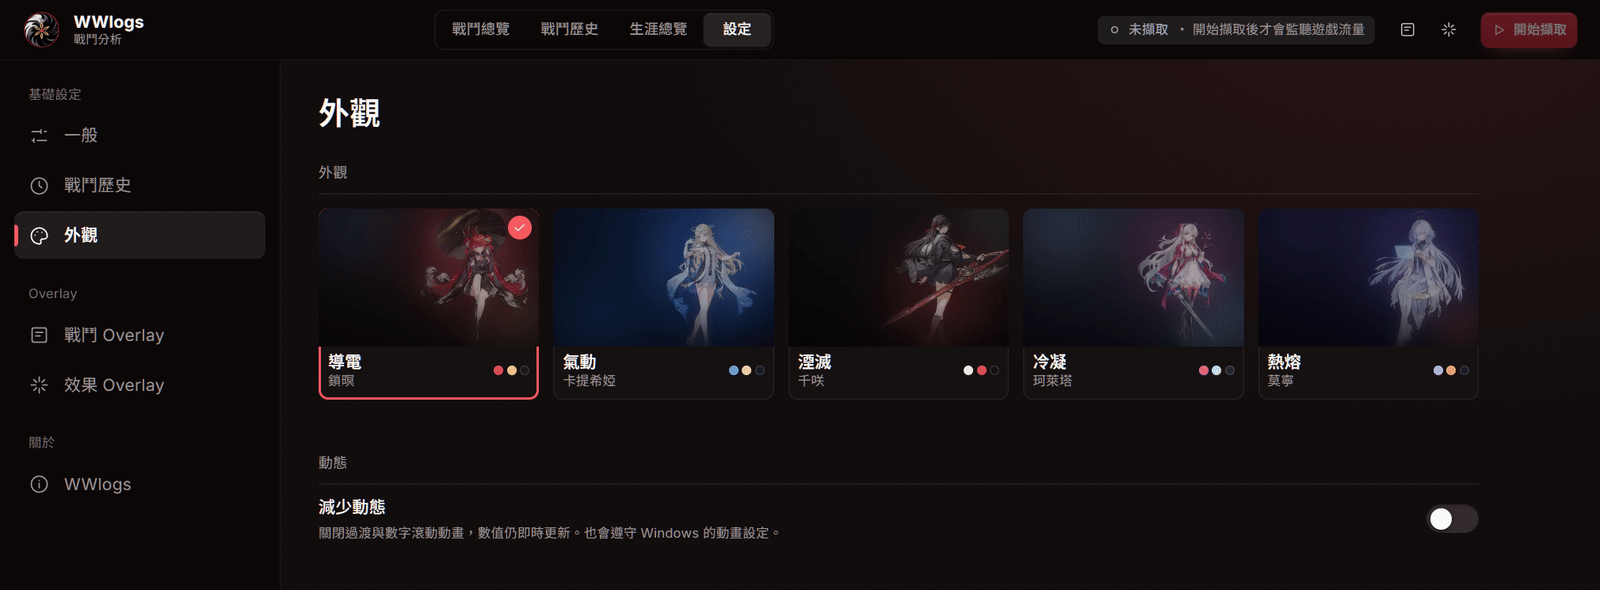 WWlogs
戰鬥分析
戰鬥總覽
戰鬥歷史
生涯總覽
設定
未擷取 · 開始擷取後才會監聽遊戲流量
開始擷取
基礎設定
一般
戰鬥歷史
外觀
Overlay
戰鬥 Overlay
效果 Overlay
關於
WWlogs
外觀
外觀
導電
鎖暝
氣動
卡提希婭
湮滅
千咲
冷凝
珂萊塔
熱熔
莫寧
動態
減少動態
關閉過渡與數字滾動動畫，數值仍即時更新。也會遵守 Windows 的動畫設定。